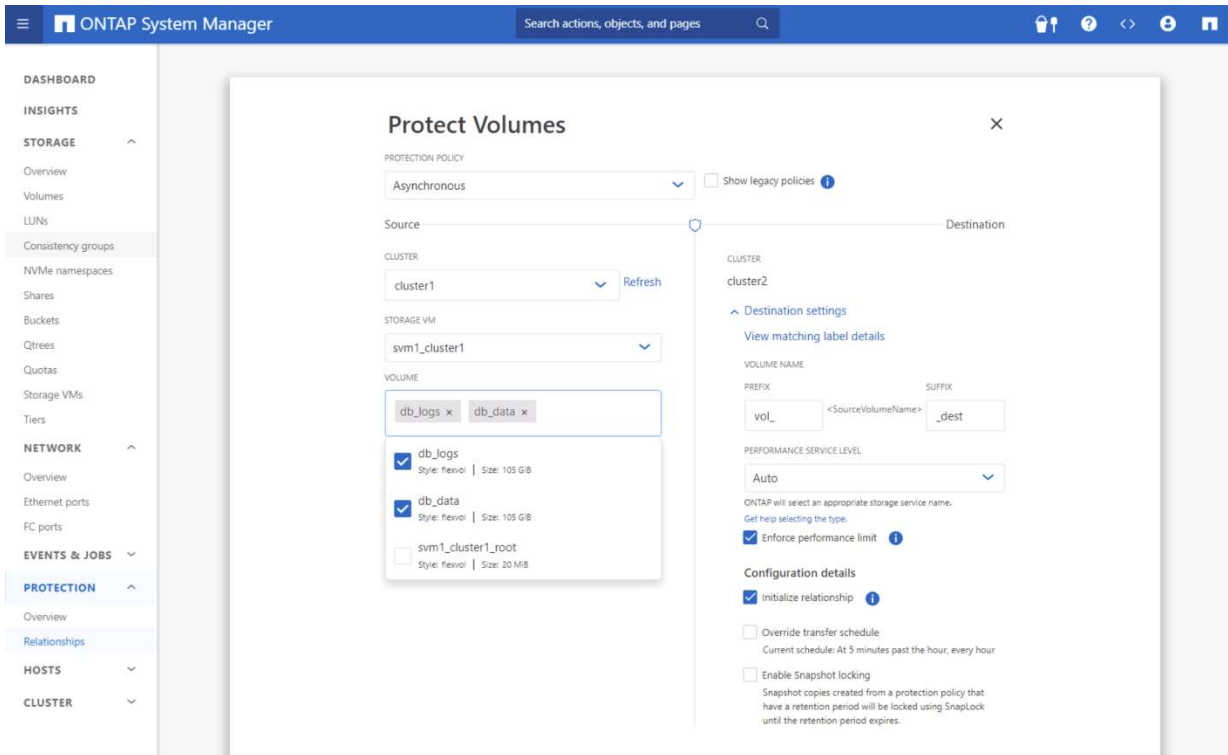 ONTAP System Manager
Search actions, objects, and pages
DASHBOARD
INSIGHTS
STORAGE
Overview
Volumes
LUNs
Consistency groups
NVMe namespaces
Shares
Buckets
Qtrees
Quotas
Storage VMs
Tiers
NETWORK
Overview
Ethernet ports
FC ports
EVENTS & JOBS
PROTECTION
Overview
Relationships
HOSTS
CLUSTER
Protect Volumes
PROTECTION POLICY
Asynchronous
Show legacy policies
Source
Destination
CLUSTER
cluster1
Refresh
STORAGE VM
svm1_cluster1
VOLUME
db_logs × db_data ×
db_logs
Style: flexvol | Size: 105 GiB
db_data
Style: flexvol | Size: 105 GiB
svm1_cluster1_root
Style: flexvol | Size: 20 MiB
CLUSTER
cluster2
Destination settings
View matching label details
VOLUME NAME
PREFIX SUFFIX
vol_ <SourceVolumeName> _dest
PERFORMANCE SERVICE LEVEL
Auto
ONTAP will select an appropriate storage service name.
Get help selecting the type.
Enforce performance limit
Configuration details
Initialize relationship
Override transfer schedule
Current schedule: At 5 minutes past the hour, every hour
Enable Snapshot locking
Snapshot copies created from a protection policy that
have a retention period will be locked using SnapLock
until the retention period expires.